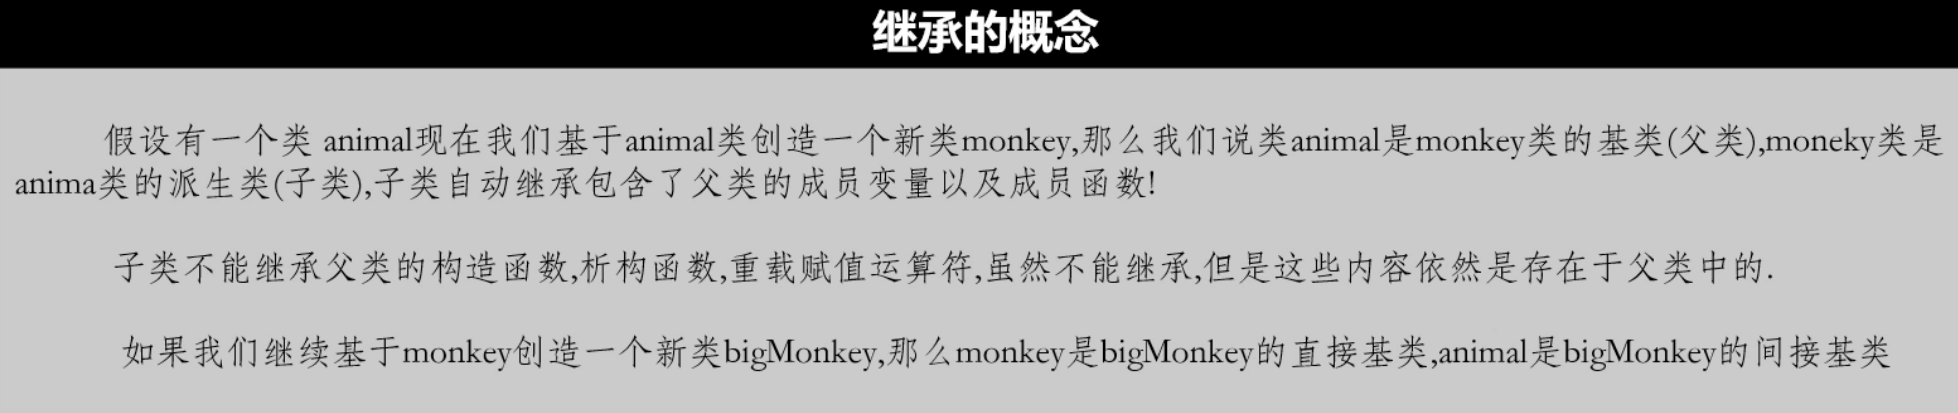 继承的概念
假设有一个类 animal现在我们基于animal类创造一个新类monkey,那么我们说类animal是monkey类的基类(父类),moneky类是
anima类的派生类(子类),子类自动继承包含了父类的成员变量以及成员函数!
子类不能继承父类的构造函数,析构函数,重载赋值运算符,虽然不能继承,但是这些内容依然是存在于父类中的.
如果我们继续基于monkey创造一个新类bigMonkey,那么monkey是bigMonkey的直接基类,animal是bigMonkey的间接基类